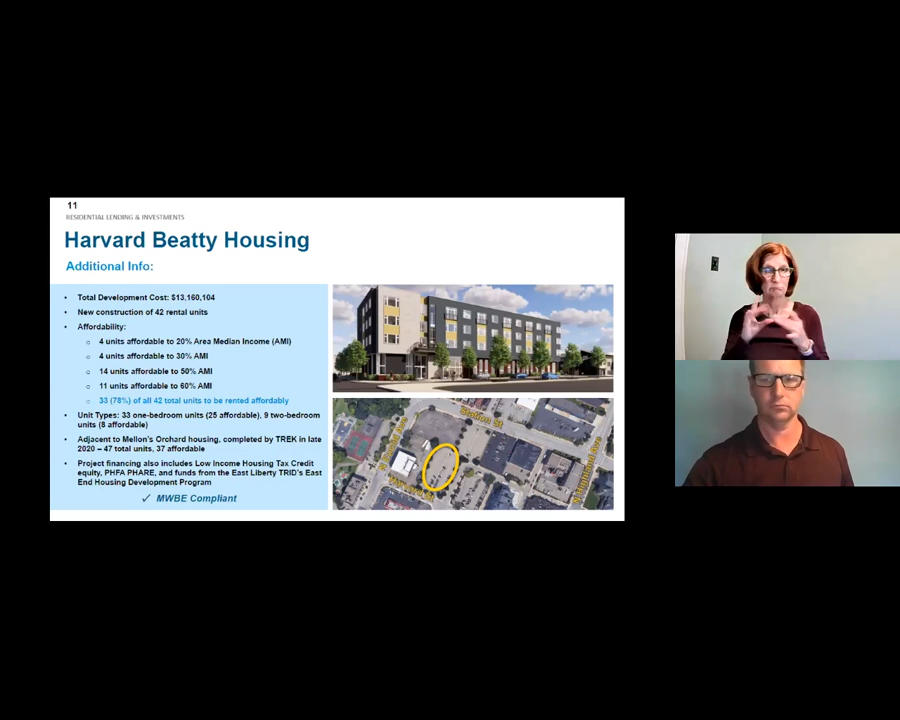 11
RESIDENTIAL LENDING & INVESTMENTS
Harvard Beatty Housing
Additional Info:
• Total Development Cost: $13,160,104
• New construction of 42 rental units
• Affordability:
o 4 units affordable to 20% Area Median Income (AMI)
o 4 units affordable to 30% AMI
o 14 units affordable to 50% AMI
o 11 units affordable to 60% AMI
o 33 (78%) of all 42 total units to be rented affordably
• Unit Types: 33 one-bedroom units (25 affordable), 9 two-bedroom
units (8 affordable)
• Adjacent to Mellon's Orchard housing, completed by TREK in late
2020 – 47 total units, 37 affordable
• Project financing also includes Low Income Housing Tax Credit
equity, PHFA PHARE, and funds from the East Liberty TRID's East
End Housing Development Program
✓ MWBE Compliant
Station St
N Highland Ave